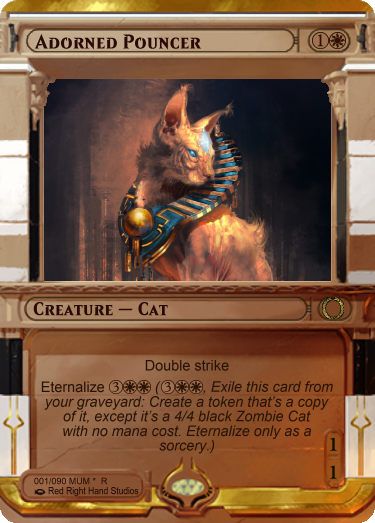 Adorned Pouncer 1
Creature — Cat
Double strike
Eternalize 3 (3, Exile this card from
your graveyard: Create a token that's a copy
of it, except it's a 4/4 black Zombie Cat
with no mana cost. Eternalize only as a
sorcery.)
1
1
001/090 MUM * R
Red Right Hand Studios